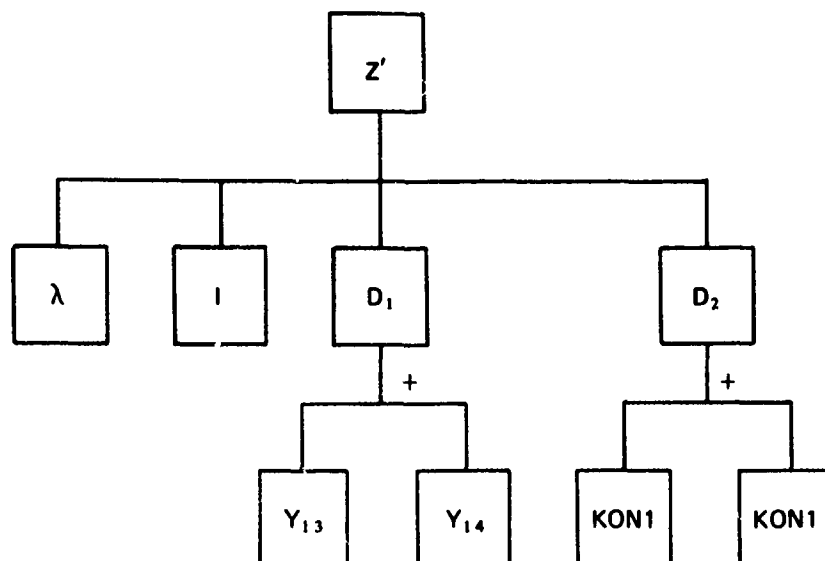 Z'
λ I D₁ D₂
+ +
Y₁₃ Y₁₄ KON1 KON1